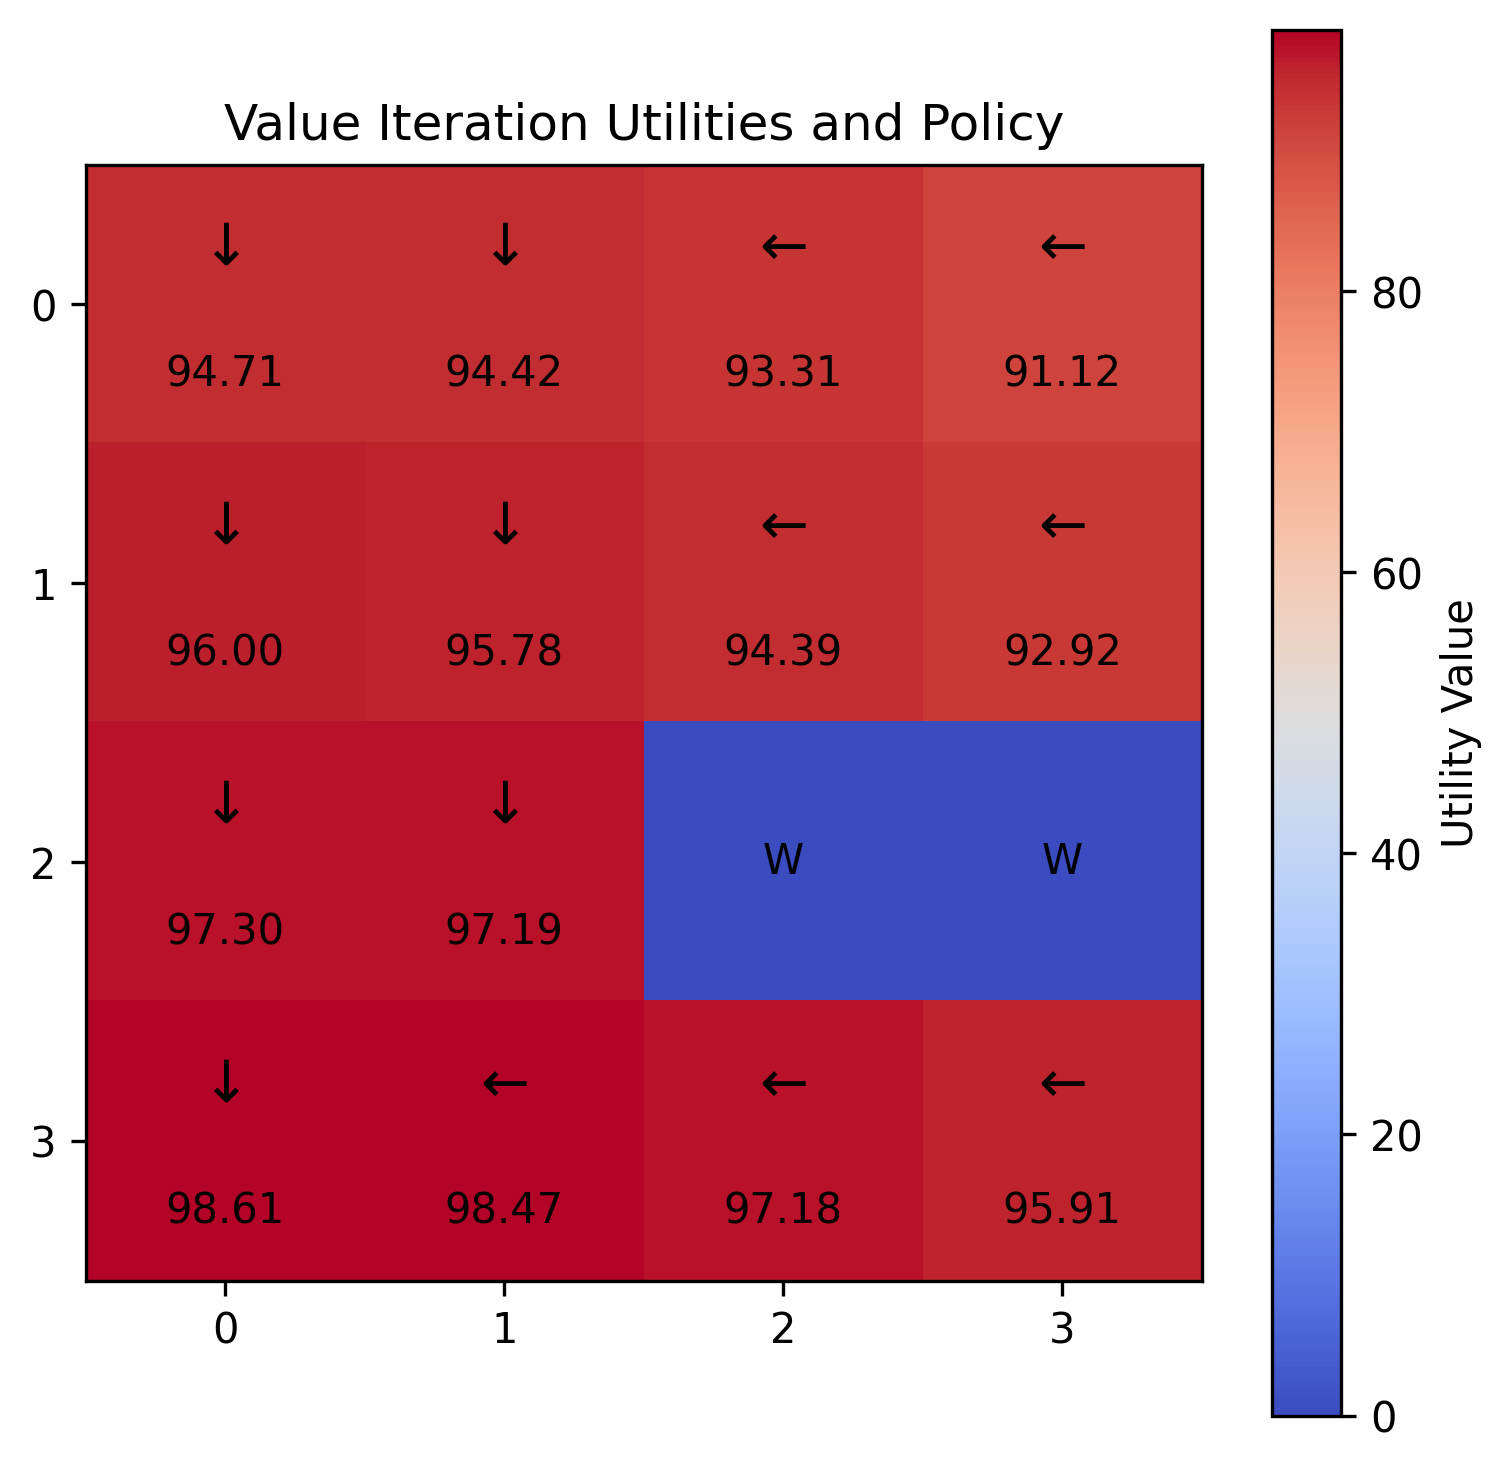 Value Iteration Utilities and Policy
0 ↓ ↓ ← ←
94.71 94.42 93.31 91.12
1 ↓ ↓ ← ←
96.00 95.78 94.39 92.92
2 ↓ ↓ W W
97.30 97.19
3 ↓ ← ← ←
98.61 98.47 97.18 95.91
0 1 2 3
80
60
40
20
0
Utility Value